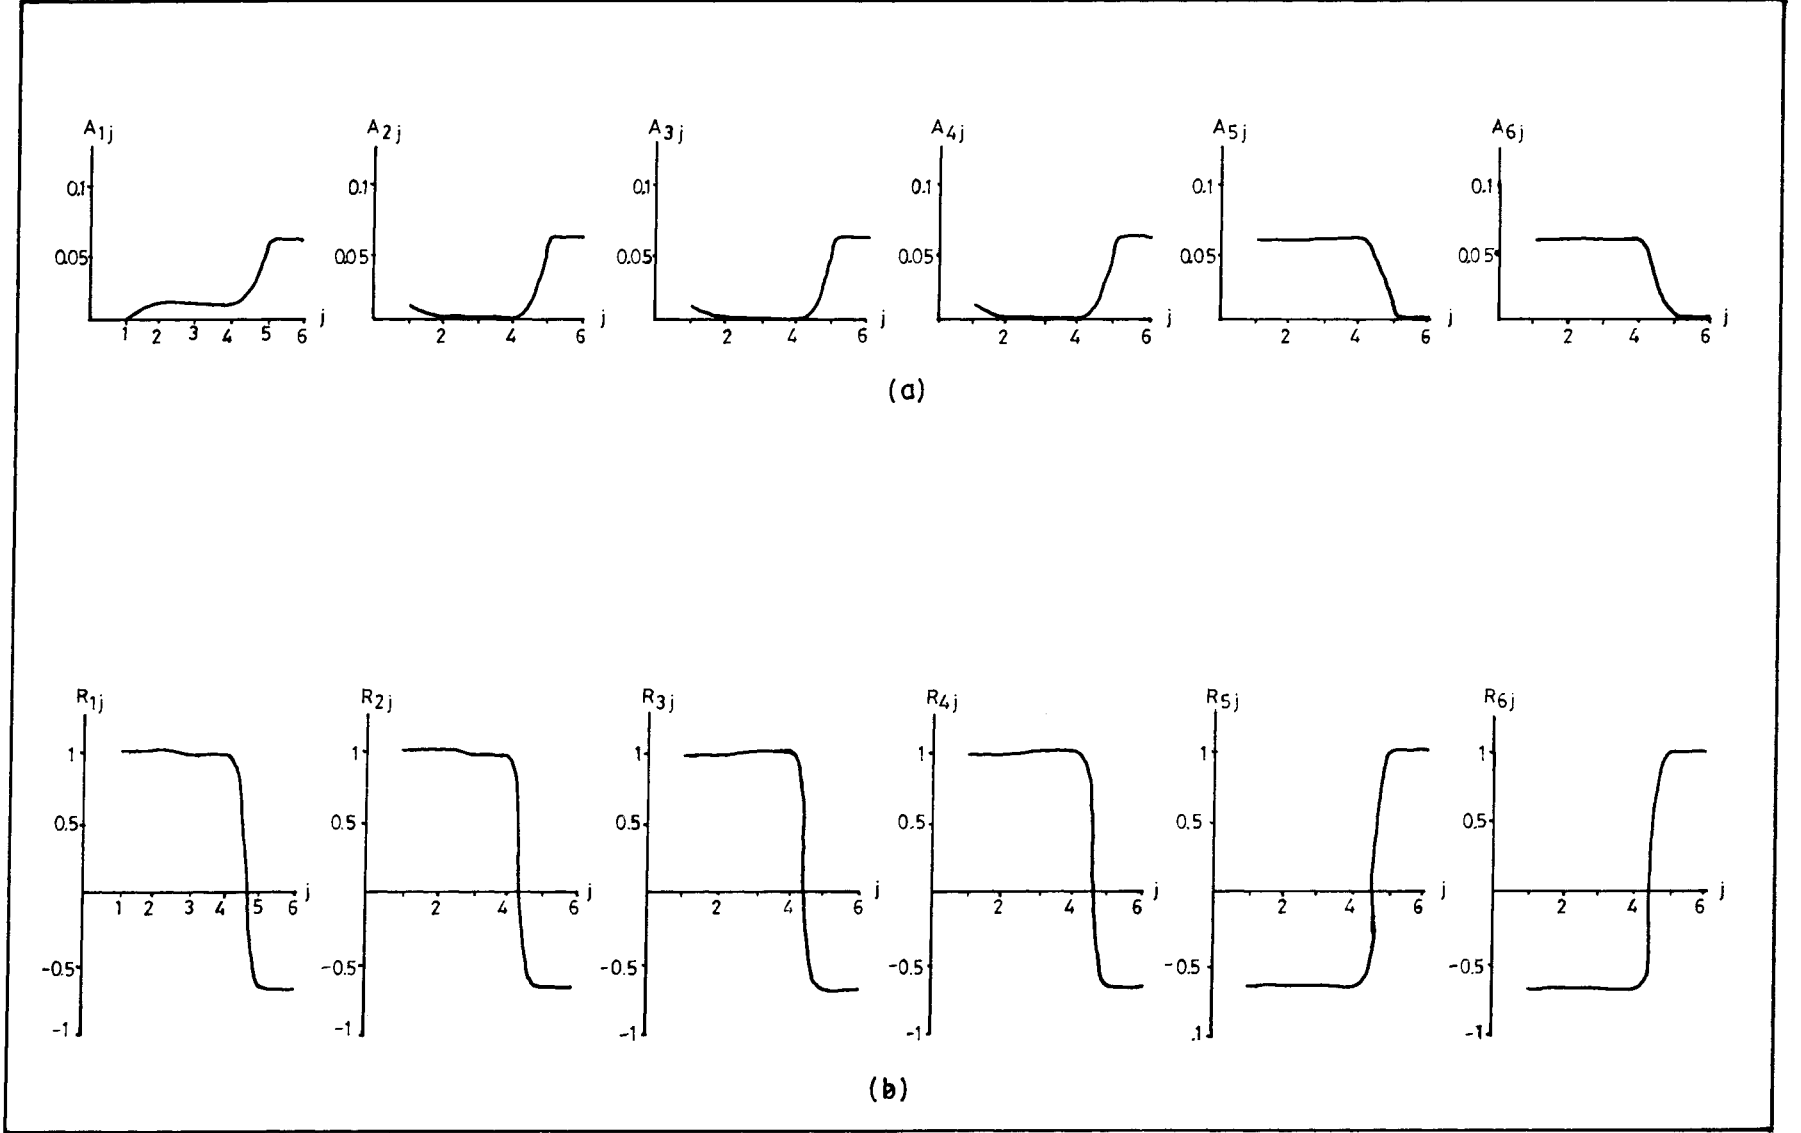 A1j A2j A3j A4j A5j A6j
0.1 0.1 0.1 0.1 0.1 0.1
0.05 0.05 0.05 0.05 0.05 0.05
1 2 3 4 5 6 j 2 4 6 j 2 4 6 j 2 4 6 j 2 4 6 j 2 4 6 j
(a)
R1j R2j R3j R4j R5j R6j
1 1 1 1 1 1
0.5 0.5 0.5 0.5 0.5 0.5
1 2 3 4 5 6 j 2 4 6 j 2 4 6 j 2 4 6 j 2 4 6 j 2 4 6 j
-0.5 -0.5 -0.5 -0.5 -0.5 -0.5
-1 -1 -1 -1 .1 -1
(b)